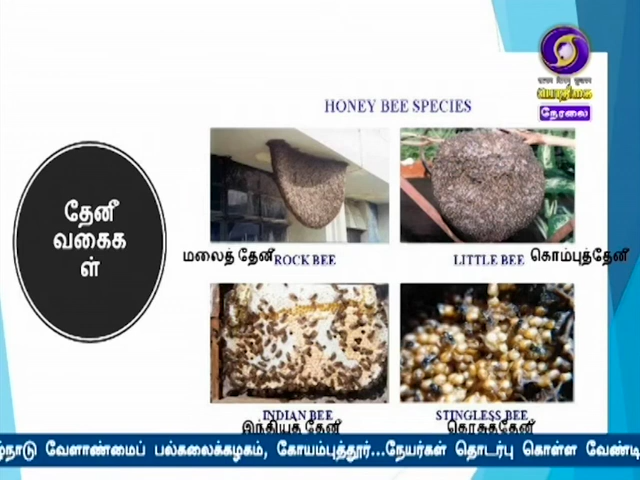 HONEY BEE SPECIES
பொதிகை
நேரலை
தேனீ
வகைக
ள்
மலைத் தேனீ ROCK BEE
LITTLE BEE கொம்புத்தேனீ
INDIAN BEE
இந்தியத் தேனீ
STINGLESS BEE
கொசுத்தேனீ
ழ்நாடு வேளாண்மைப் பல்கலைக்கழகம், கோயம்புத்தூர்...நேயர்கள் தொடர்பு கொள்ள வேண்டி